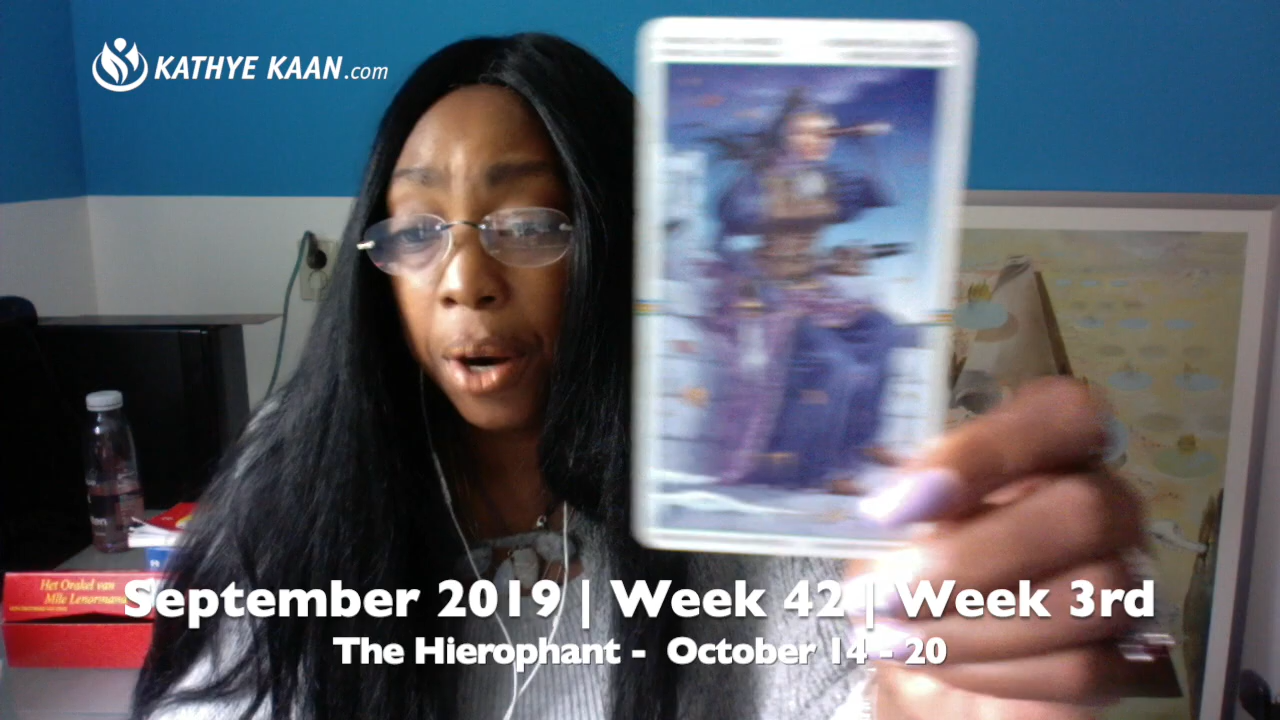 KATHYE KAAN.com
Het Orakel van
Mlle Lenormand
September 2019 | Week 42 | Week 3rd
The Hierophant - October 14 - 20